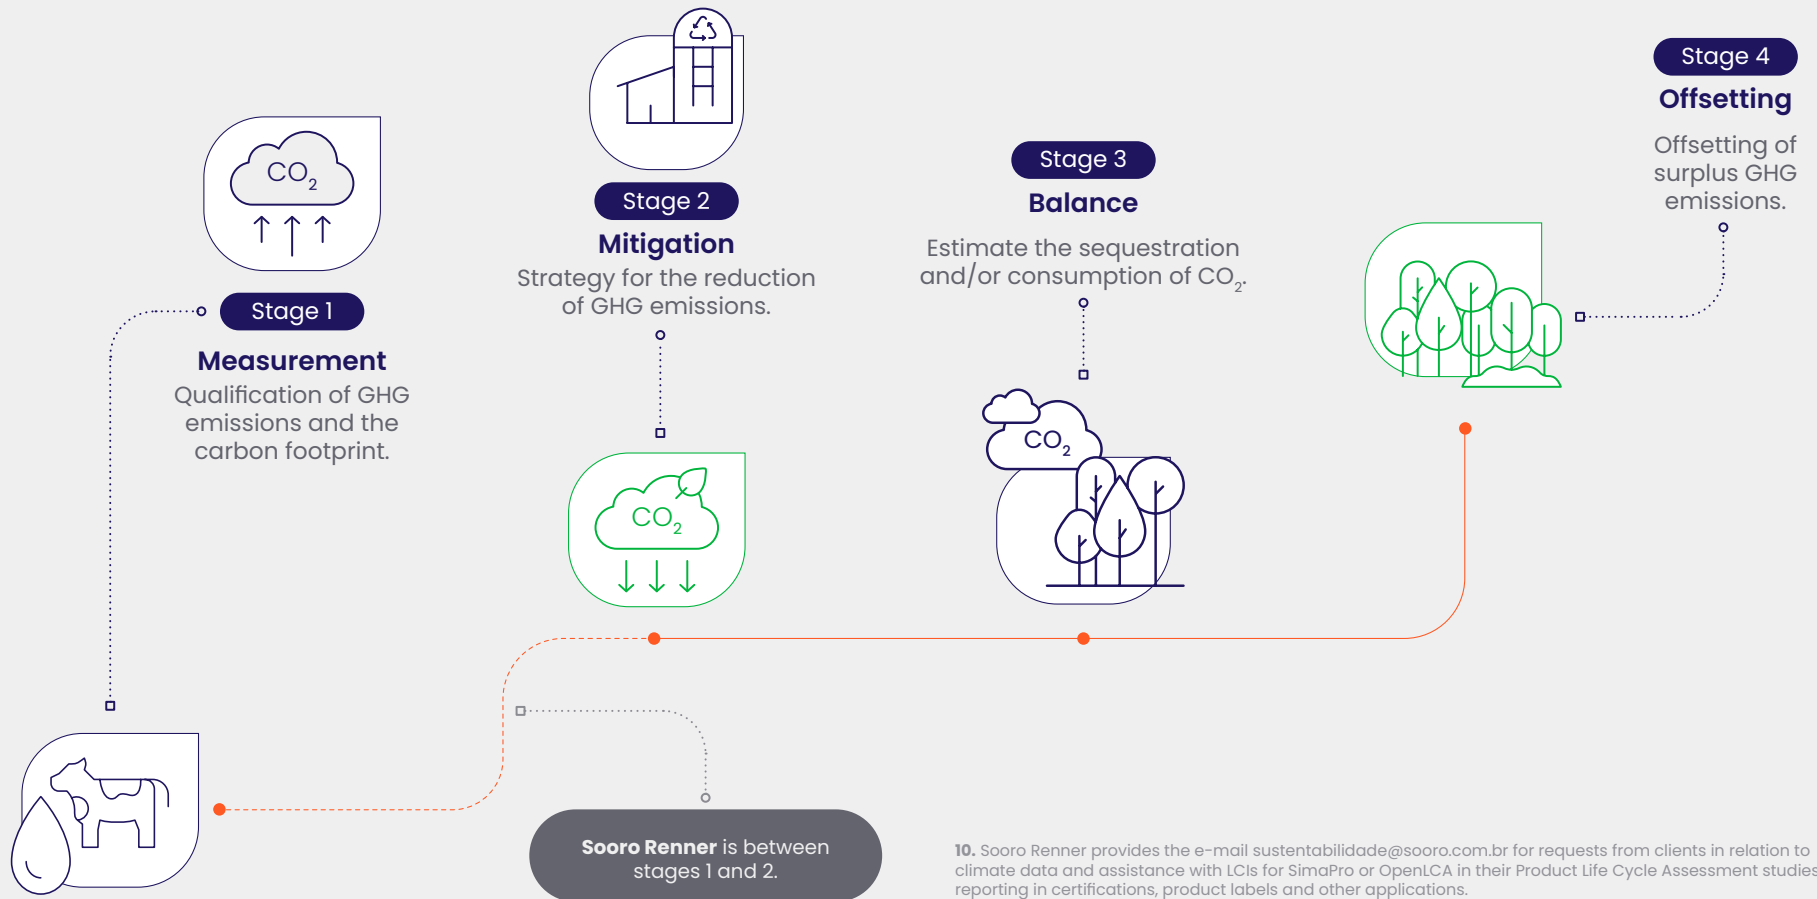 CO2
Stage 1
Measurement
Qualification of GHG
emissions and the
carbon footprint.
Stage 2
Mitigation
Strategy for the reduction
of GHG emissions.
CO2
Stage 3
Balance
Estimate the sequestration
and/or consumption of CO2.
CO2
Stage 4
Offsetting
Offsetting of
surplus GHG
emissions.
Sooro Renner is between
stages 1 and 2.
10. Sooro Renner provides the e-mail sustentabilidade@sooro.com.br for requests from clients in relation to
climate data and assistance with LCIs for SimaPro or OpenLCA in their Product Life Cycle Assessment studies
reporting in certifications, product labels and other applications.